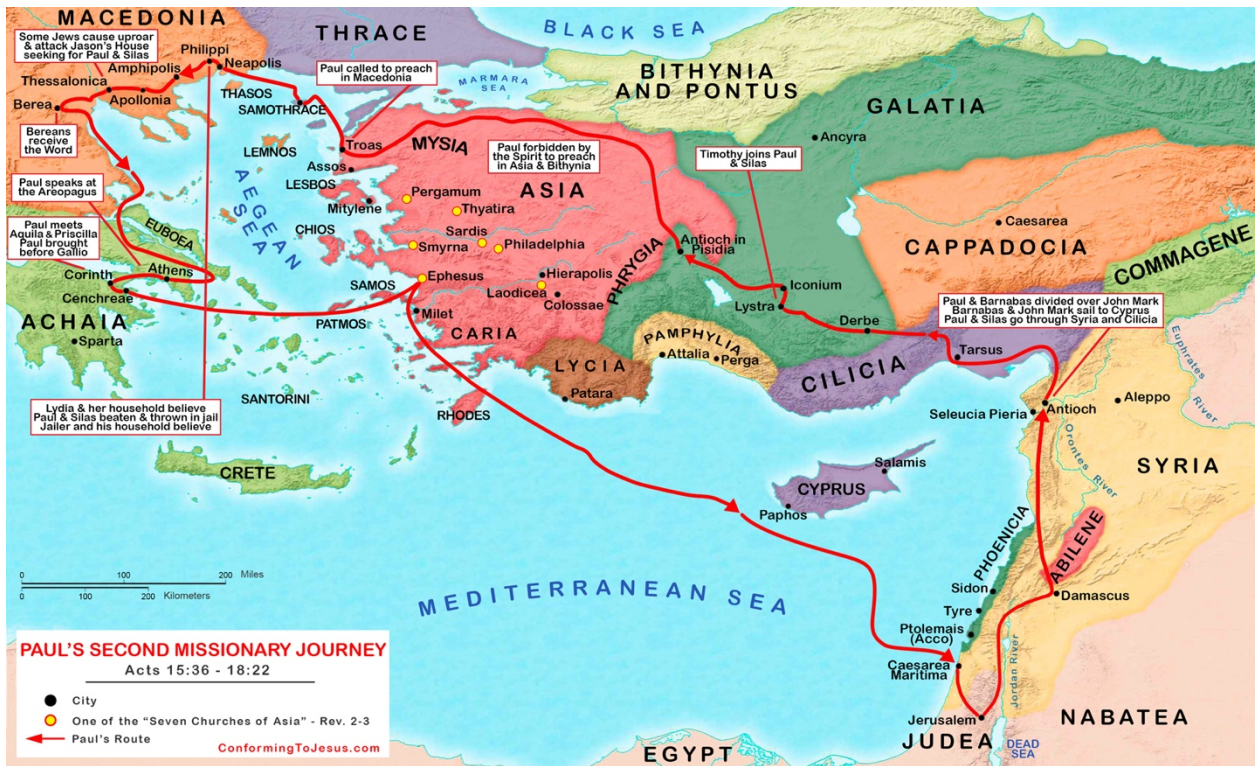 MACEDONIA
THRACE
BLACK SEA
Some Jews cause uproar
& attack Jason's House
seeking for Paul & Silas
Philippi
Neapolis
Amphipolis
Thessalonica
Apollonia
Berea
THASOS
SAMOTHRACE
Paul called to preach
in Macedonia
MARMARA
SEA
BITHYNIA
AND PONTUS
GALATIA
Ancyra
Bereans
receive
the Word
LEMNOS
Troas
Assos
MYSIA
Paul forbidden by
the Spirit to preach
in Asia & Bithynia
Timothy joins Paul
& Silas
Paul speaks at
the Areopagus
AEGEAN
SEA
LESBOS
Mitylene
Pergamum
Thyatira
ASIA
Paul meets
Aquila & Priscilla
Paul brought
before Gallio
EUBOEA
CHIOS
Smyrna
Sardis
Philadelphia
PHRYGIA
Antioch in
Pisidia
Caesarea
CAPPADOCIA
COMMAGENE
Corinth
Athens
Cenchreae
SAMOS
Ephesus
Hierapolis
Laodicea
Colossae
Iconium
Lystra
Derbe
Paul & Barnabas divided over John Mark
Barnabas & John Mark sail to Cyprus
Paul & Silas go through Syria and Cilicia
ACHAIA
Sparta
PATMOS
Milet
CARIA
PAMPHYLIA
Attalia
Perga
LYCIA
Patara
CILICIA
Tarsus
Euphrates
River
Lydia & her household believe
Paul & Silas beaten & thrown in jail
Jailer and his household believe
SANTORINI
RHODES
Seleucia Pieria
Antioch
Aleppo
Orontes River
SYRIA
CRETE
Salamis
CYPRUS
Paphos
PHOENICIA
ABILENE
Sidon
Damascus
Tyre
Ptolemais
(Acco)
Caesarea
Maritima
Jordan River
MEDITERRANEAN SEA
0 100 200 Miles
0 100 200 Kilometers
PAUL'S SECOND MISSIONARY JOURNEY
Acts 15:36 - 18:22
City
One of the "Seven Churches of Asia" - Rev. 2-3
Paul's Route
ConformingToJesus.com
Jerusalem
JUDEA
DEAD
SEA
NABATEA
EGYPT